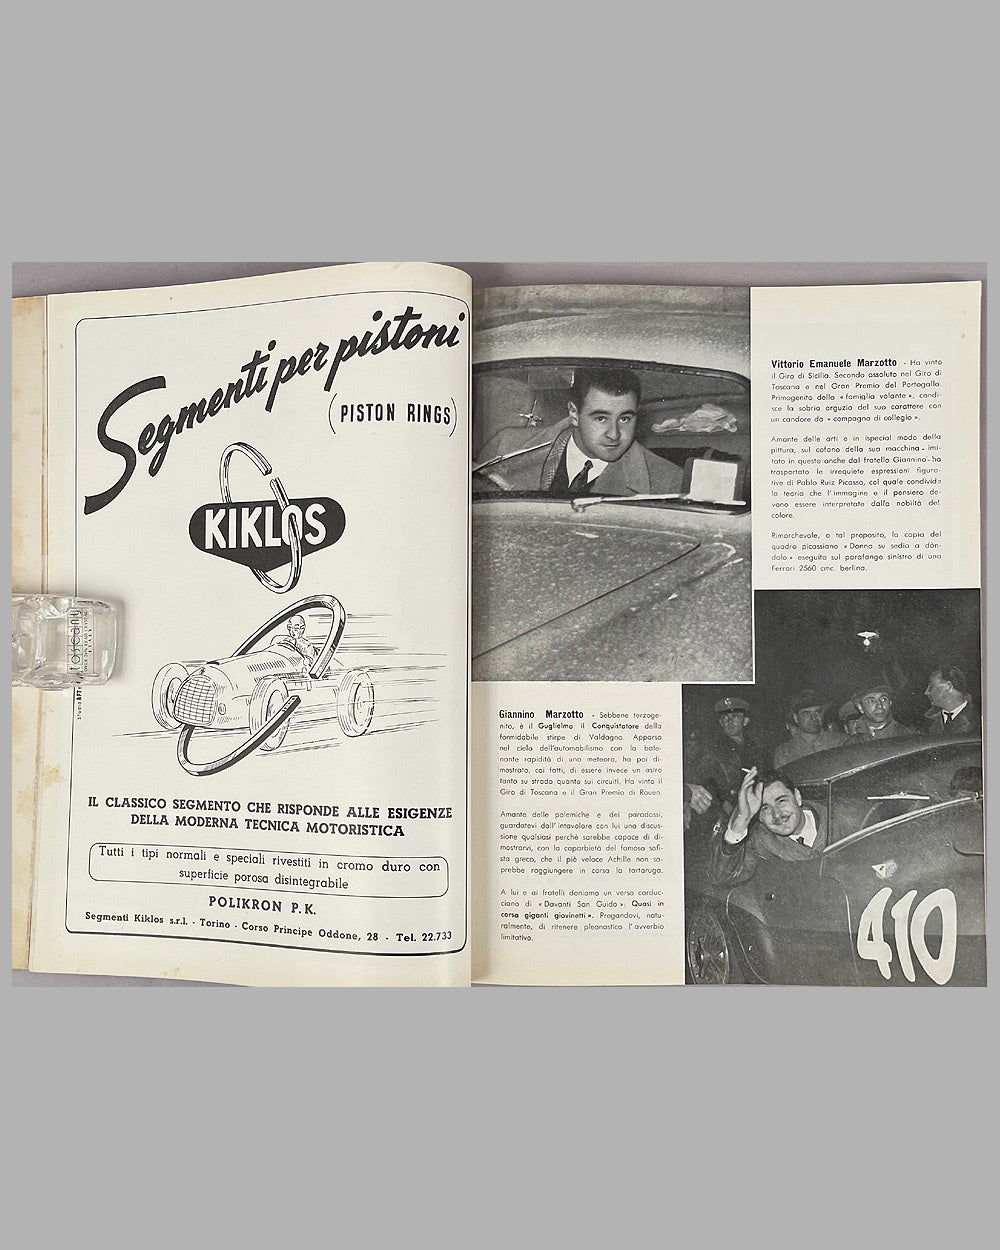 Segmenti per pistoni
(PISTON RINGS)
KIKLOS
IL CLASSICO SEGMENTO CHE RISPONDE ALLE ESIGENZE
DELLA MODERNA TECNICA MOTORISTICA
Tutti i tipi normali e speciali rivestiti in cromo duro con
superficie porosa disintegrabile
POLIKRON P.K.
Segmenti Kiklos s.r.l. - Torino - Corso Principe Oddone, 28 - Tel. 22.733
STUDIO
toscany
ITALY
Vittorio Emanuele Marzotto - Ha vinto
il Giro di Sicilia. Secondo assoluto nel Giro di
Toscana e nel Gran Premio del Portogallo.
Primogenito della « famiglia volante », candi-
sce la sobria arguzia del suo carattere con
un candore da « compagno di collegio ».
Amante delle arti e in ispecial modo della
pittura, sul cofano della sua macchina - imi-
tato in questo anche dal fratello Giannino - ha
trasportato le irrequiete espressioni figura-
tive di Pablo Ruiz Picasso, col quale condivide
la teoria che l'immagine e il pensiero de-
vono essere interpretate dalla nobiltà del
colore.
Rimarchevole, a tal proposito, la copia del
quadro picassiano « Donna su sedia a don-
dolo » eseguita sul parafango sinistro di una
Ferrari 2560 cmc. berlina.
Giannino Marzotto - Sebbene terzoge-
nito, è il Guglielmo il Conquistatore della
formidabile stirpe di Valdagno. Apparso
nel cielo dell'automobilismo con la bale-
nante rapidità di una meteora, ha poi di-
mostrato, coi fatti, di essere invece un astro
tanto su strada quanto sui circuiti. Ha vinto il
Giro di Toscana e il Gran Premio di Rouen.
Amante delle polemiche e dei paradossi,
guardatevi dall'intavolare con lui una discus-
sione qualsiasi perchè sarebbe capace di di-
mostrarvi, con la caparbietà del famoso sofi-
sta greco, che il piè veloce Achille non sa-
prebbe raggiungere in corsa la tartaruga.
A lui e ai fratelli doniamo un verso carduc-
ciano di « Davanti San Guido »: Quasi in
corsa giganti giovinetti ». Pregandovi, natu-
ralmente, di ritenere pleonastico l'avverbio
limitativo.
410